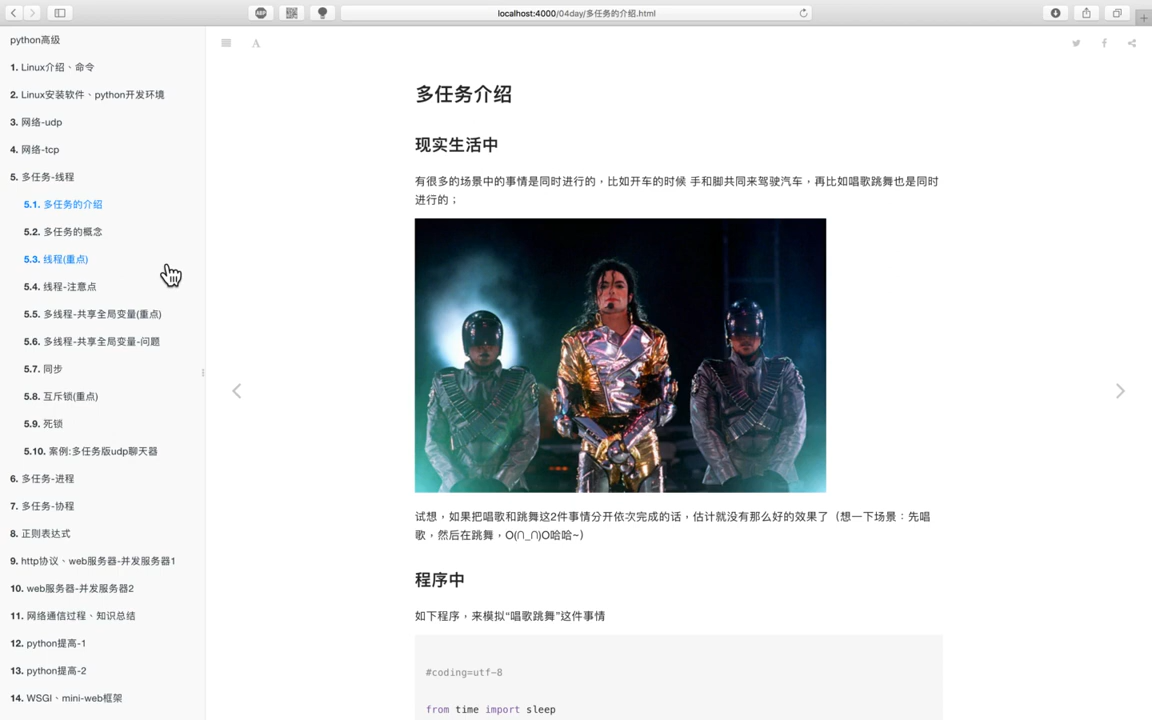 localhost:4000/04day/多任务的介绍.html
python高级
1. Linux介绍、命令
2. Linux安装软件、python开发环境
3. 网络-udp
4. 网络-tcp
5. 多任务-线程
5.1. 多任务的介绍
5.2. 多任务的概念
5.3. 线程(重点)
5.4. 线程-注意点
5.5. 多线程-共享全局变量(重点)
5.6. 多线程-共享全局变量-问题
5.7. 同步
5.8. 互斥锁(重点)
5.9. 死锁
5.10. 案例:多任务版udp聊天器
6. 多任务-进程
7. 多任务-协程
8. 正则表达式
9. http协议、web服务器-并发服务器1
10. web服务器-并发服务器2
11. 网络通信过程、知识总结
12. python提高-1
13. python提高-2
14. WSGI、mini-web框架
A
多任务介绍
现实生活中
有很多的场景中的事情是同时进行的，比如开车的时候 手和脚共同来驾驶汽车，再比如唱歌跳舞也是同时
进行的；
试想，如果把唱歌和跳舞这2件事情分开依次完成的话，估计就没有那么好的效果了（想一下场景：先唱
歌，然后在跳舞，O(∩_∩)O哈哈~）
程序中
如下程序，来模拟“唱歌跳舞”这件事情
#coding=utf-8
from time import sleep